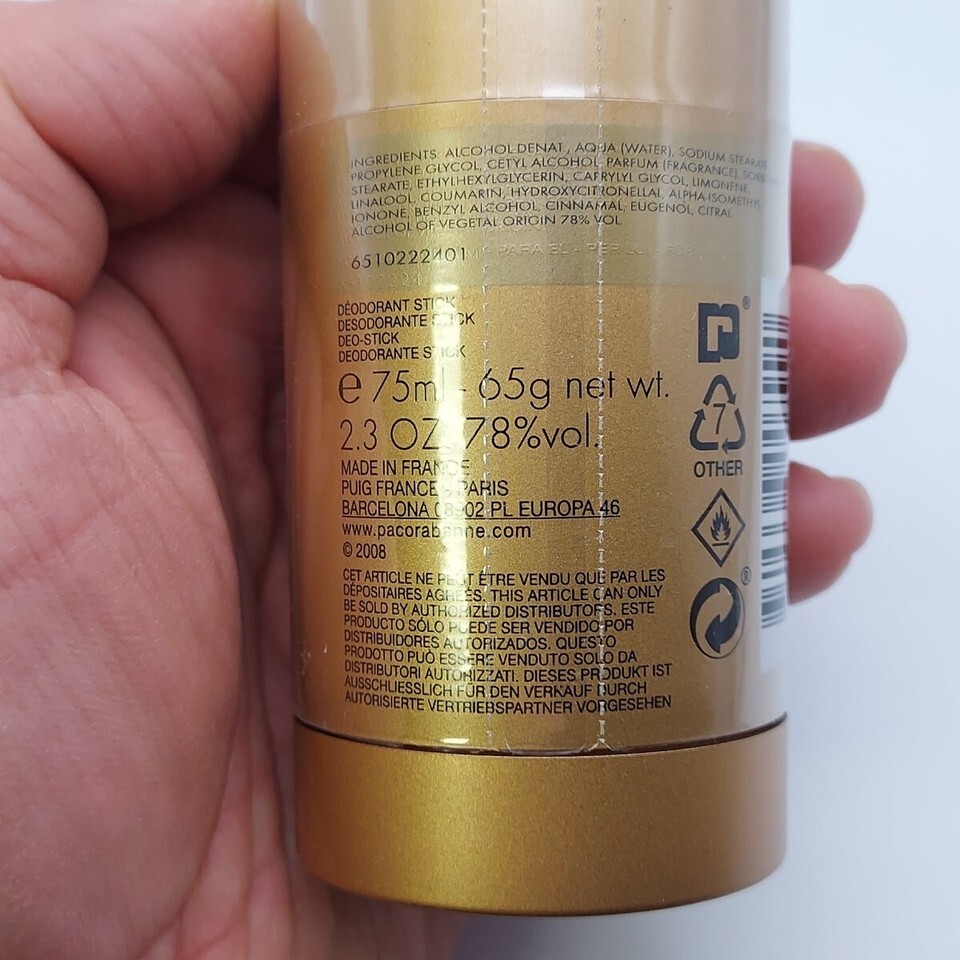 INGREDIENTS: ALCOHOL DENAT., AQUA (WATER), SODIUM STEARATE,
PROPYLENE GLYCOL, CETYL ALCOHOL, PARFUM (FRAGRANCE),
STEARATE, ETHYLHEXYLGLYCERIN, CAPRYLYL GLYCOL, LIMONENE,
LINALOOL, COUMARIN, HYDROXYCITRONELLAL, ALPHA-ISOMETHYL
IONONE, BENZYL ALCOHOL, CINNAMAL, EUGENOL, CITRAL.
ALCOHOL OF VEGETAL ORIGIN 78% VOL.
6510222401
DÉODORANT STICK
DESODORANTE STICK
DEO-STICK
DEODORANTE STICK
e 75ml - 65g net wt.
2.3 OZ. 78%vol.
MADE IN FRANCE
PUIG FRANCE - PARIS
BARCELONA 08902 PL EUROPA 46
www.pacorabanne.com
© 2008
CET ARTICLE NE PEUT ÊTRE VENDU QUE PAR LES
DÉPOSITAIRES AGRÉÉS. THIS ARTICLE CAN ONLY
BE SOLD BY AUTHORIZED DISTRIBUTORS. ESTE
PRODUCTO SÓLO PUEDE SER VENDIDO POR
DISTRIBUIDORES AUTORIZADOS. QUESTO
PRODOTTO PUÒ ESSERE VENDUTO SOLO DA
DISTRIBUTORI AUTORIZZATI. DIESES PRODUKT IST
AUSSCHLIESSLICH FÜR DEN VERKAUF DURCH
AUTORISIERTE VERTRIEBSPARTNER VORGESEHEN
®
7
OTHER
®